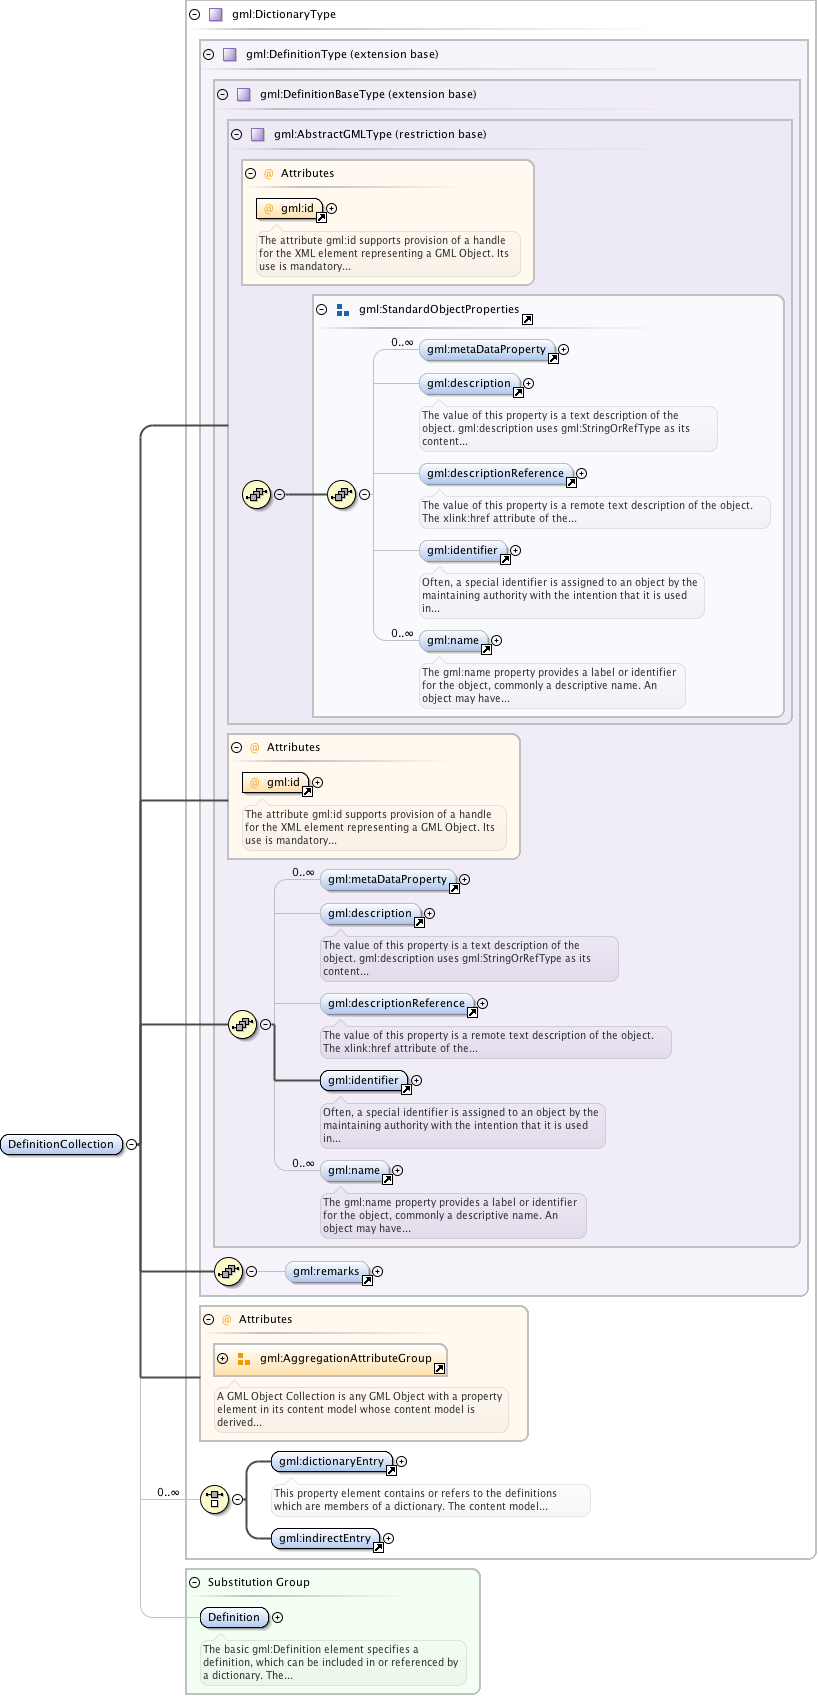 gml:DictionaryType
gml:DefinitionType (extension base)
gml:DefinitionBaseType (extension base)
gml:AbstractGMLType (restriction base)
@ Attributes
@ gml:id
The attribute gml:id supports provision of a handle
for the XML element representing a GML Object. Its
use is mandatory...
gml:StandardObjectProperties
0..∞
gml:metaDataProperty
gml:description
The value of this property is a text description of the
object. gml:description uses gml:StringOrRefType as its
content...
gml:descriptionReference
The value of this property is a remote text description of the object.
The xlink:href attribute of the...
gml:identifier
Often, a special identifier is assigned to an object by the
maintaining authority with the intention that it is used
in...
0..∞
gml:name
The gml:name property provides a label or identifier
for the object, commonly a descriptive name. An
object may have...
@ Attributes
@ gml:id
The attribute gml:id supports provision of a handle
for the XML element representing a GML Object. Its
use is mandatory...
0..∞
gml:metaDataProperty
gml:description
The value of this property is a text description of the
object. gml:description uses gml:StringOrRefType as its
content...
gml:descriptionReference
The value of this property is a remote text description of the object.
The xlink:href attribute of the...
gml:identifier
Often, a special identifier is assigned to an object by the
maintaining authority with the intention that it is used
in...
DefinitionCollection
0..∞
gml:name
The gml:name property provides a label or identifier
for the object, commonly a descriptive name. An
object may have...
gml:remarks
@ Attributes
gml:AggregationAttributeGroup
A GML Object Collection is any GML Object with a property
element in its content model whose content model is
derived...
gml:dictionaryEntry
0..∞
This property element contains or refers to the definitions
which are members of a dictionary. The content model...
gml:indirectEntry
Substitution Group
Definition
The basic gml:Definition element specifies a
definition, which can be included in or referenced by
a dictionary. The...